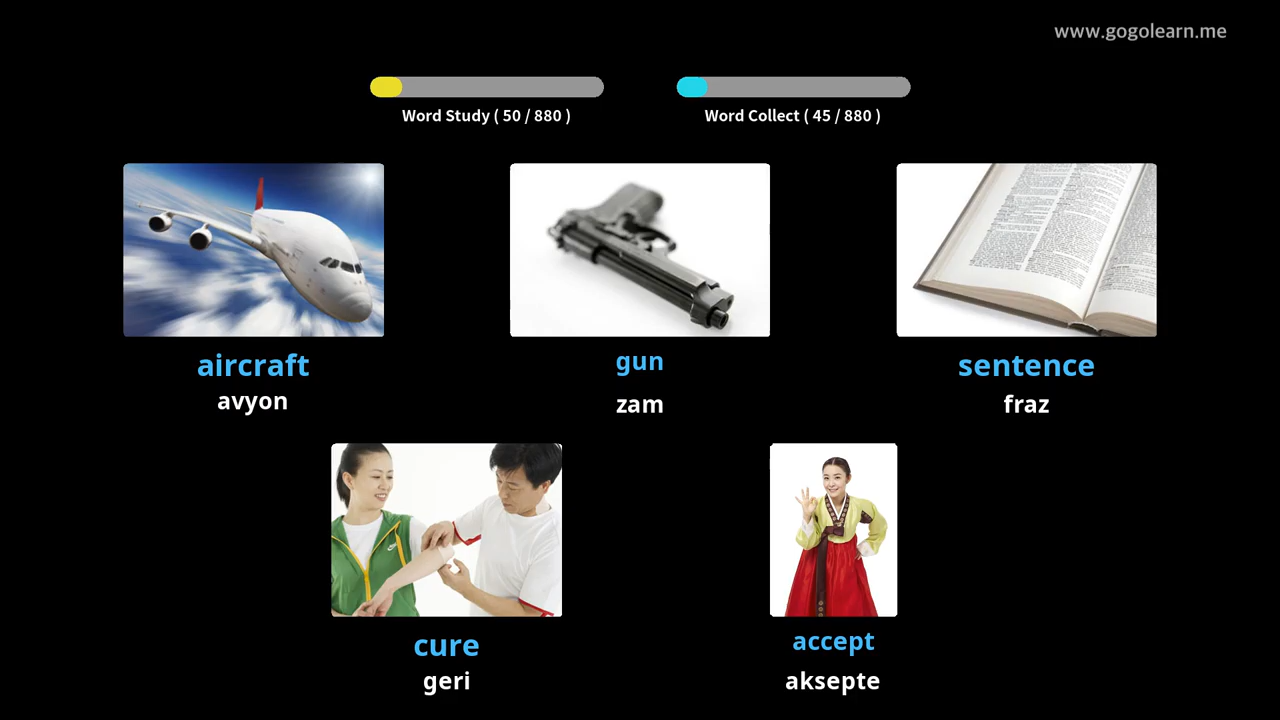 www.gogolearn.me
Word Study ( 50 / 880 )
Word Collect ( 45 / 880 )
aircraft
avyon
gun
zam
sentence
fraz
cure
geri
accept
aksepte